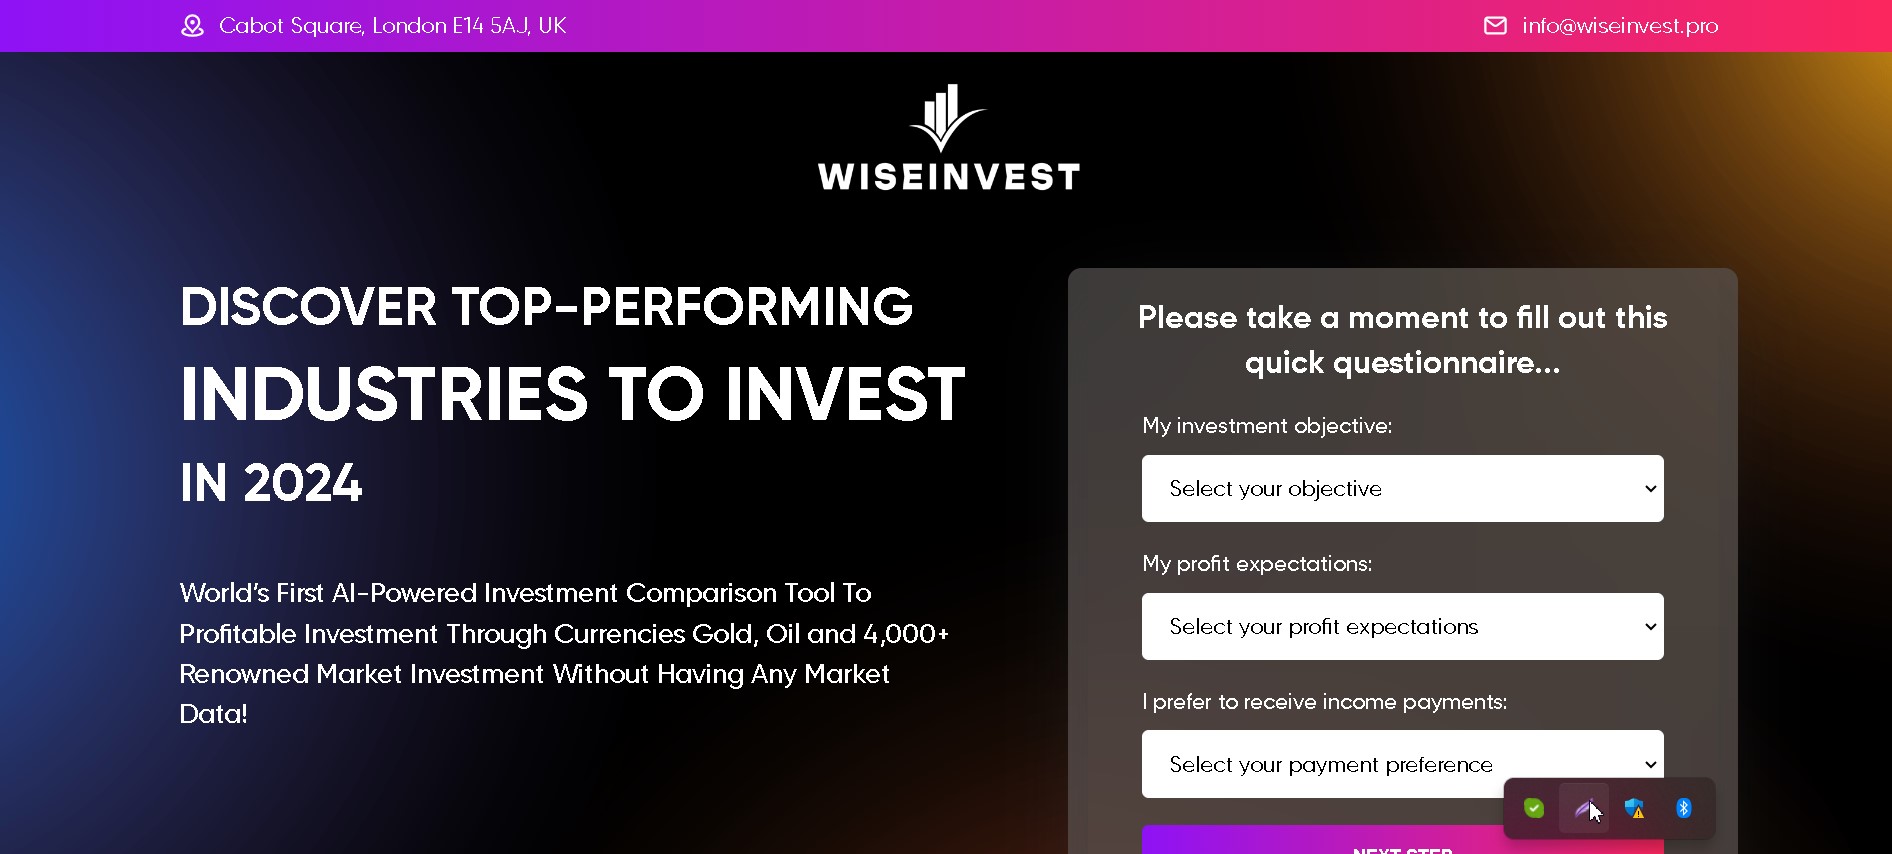 Cabot Square, London E14 5AJ, UK
info@wiseinvest.pro
WISEINVEST
DISCOVER TOP-PERFORMING
INDUSTRIES TO INVEST
IN 2024
World's First AI-Powered Investment Comparison Tool To
Profitable Investment Through Currencies Gold, Oil and 4,000+
Renowned Market Investment Without Having Any Market
Data!
Please take a moment to fill out this
quick questionnaire...
My investment objective:
Select your objective
My profit expectations:
Select your profit expectations
I prefer to receive income payments:
Select your payment preference
NEXT STEP